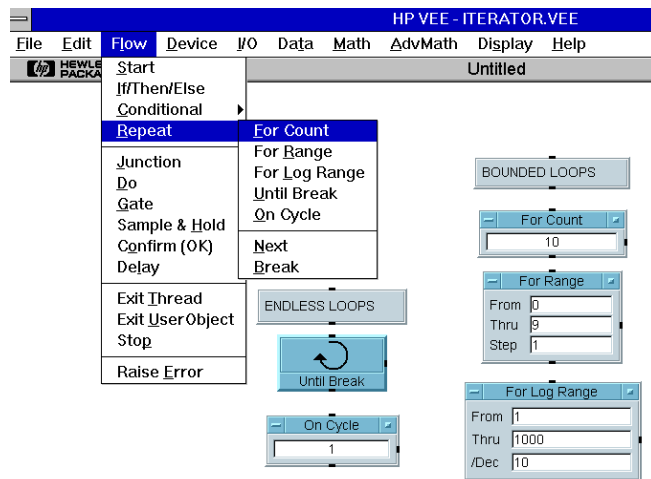 HP VEE - ITERATOR.VEE
File Edit Flow Device I/O Data Math AdvMath Display Help
hp
Untitled
Start
If/Then/Else
Conditional
Repeat
Junction
Do
Gate
Sample & Hold
Confirm (OK)
Delay
Exit Thread
Exit UserObject
Stop
Raise Error
For Count
For Range
For Log Range
Until Break
On Cycle
Next
Break
ENDLESS LOOPS
Until Break
On Cycle
1
BOUNDED LOOPS
For Count
10
For Range
From 0
Thru 9
Step 1
For Log Range
From 1
Thru 1000
/Dec 10